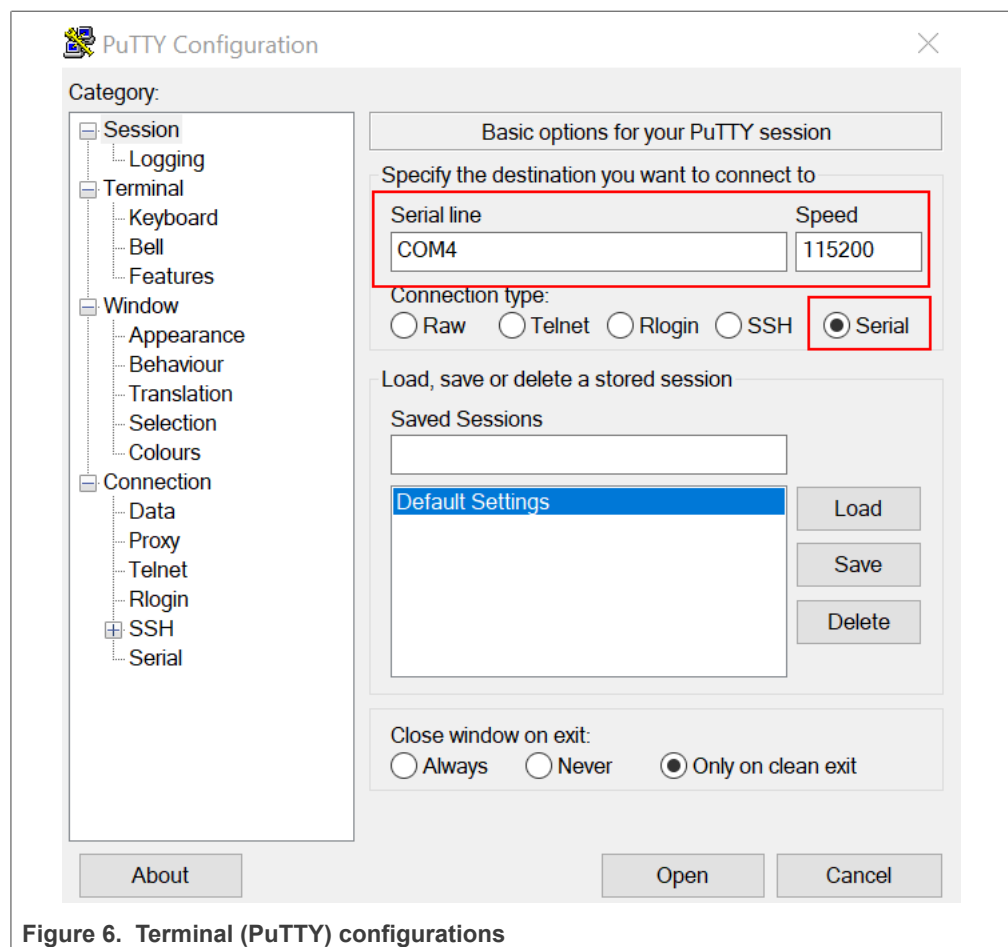 PuTTY Configuration
Category:
Session
Logging
Terminal
Keyboard
Bell
Features
Window
Appearance
Behaviour
Translation
Selection
Colours
Connection
Data
Proxy
Telnet
Rlogin
SSH
Serial
Basic options for your PuTTY session
Specify the destination you want to connect to
Serial line Speed
COM4 115200
Connection type:
Raw Telnet Rlogin SSH Serial
Load, save or delete a stored session
Saved Sessions
Default Settings
Load
Save
Delete
Close window on exit:
Always Never Only on clean exit
About Open Cancel
Figure 6. Terminal (PuTTY) configurations